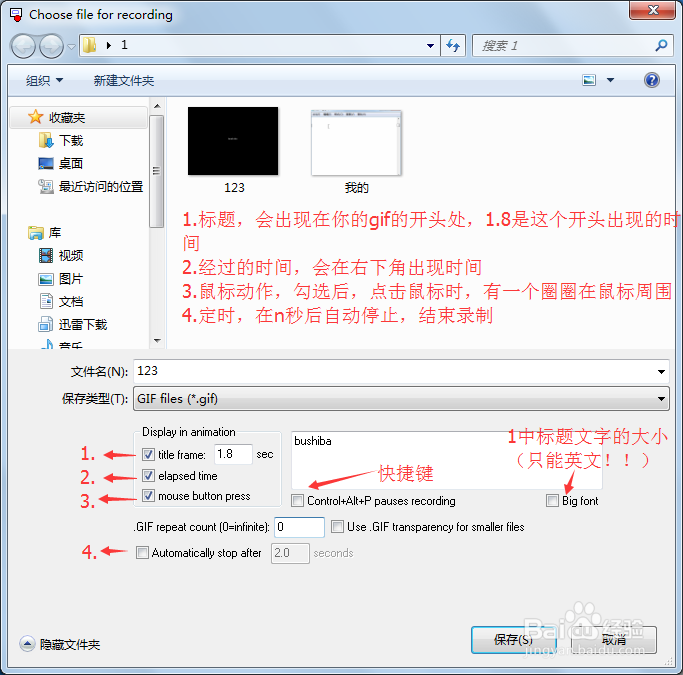 Choose file for recording
1
搜索 1
组织
新建文件夹
收藏夹
下载
桌面
最近访问的位置
库
视频
图片
文档
迅雷下载
音乐
123
我的
1.标题，会出现在你的gif的开头处，1.8是这个开头出现的时
间
2.经过的时间，会在右下角出现时间
3.鼠标动作，勾选后，点击鼠标时，有一个圈圈在鼠标周围
4.定时，在n秒后自动停止，结束录制
文件名(N): 123
保存类型(T): GIF files (*.gif)
Display in animation
1. title frame: 1.8 sec
2. elapsed time
3. mouse button press
bushiba
1中标题文字的大小
（只能英文！！）
快捷键
Control+Alt+P pauses recording
Big font
.GIF repeat count (0=infinite): 0
Use .GIF transparency for smaller files
4. Automatically stop after 2.0 seconds
隐藏文件夹
保存(S)
取消
Baidu 经验
jingyan.baidu.com